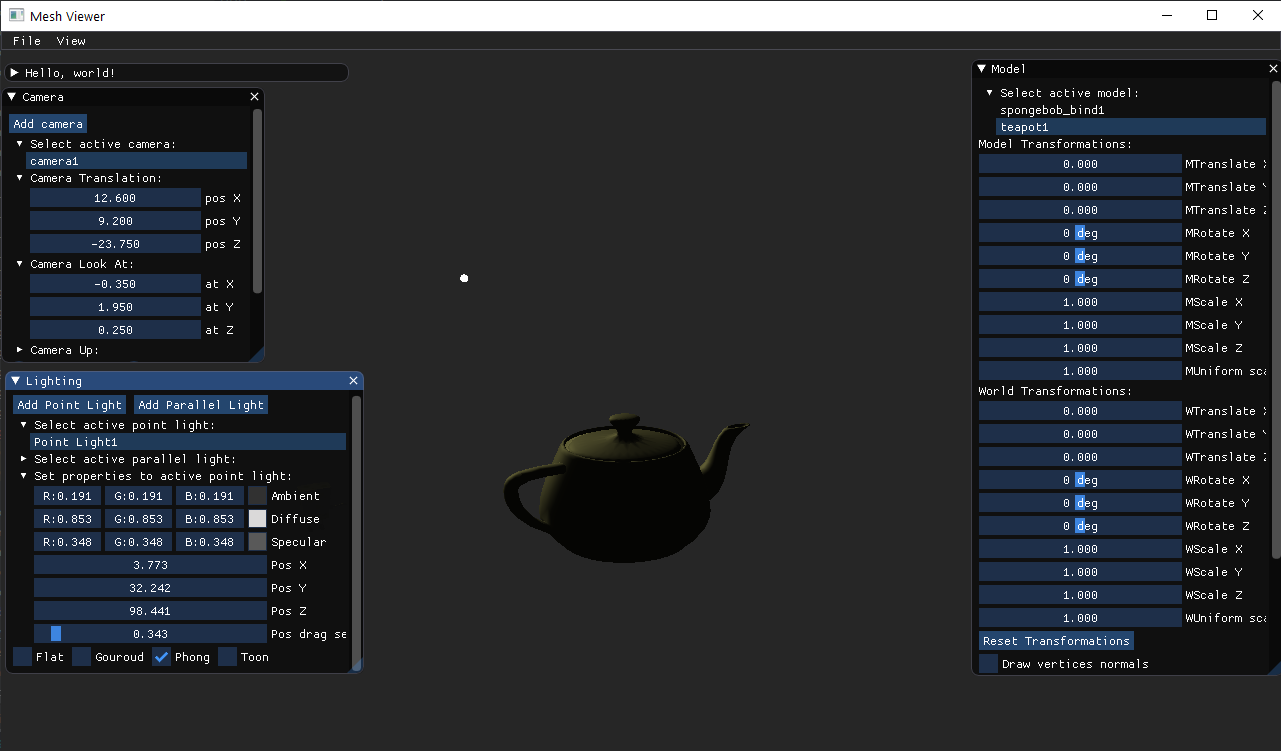 Mesh Viewer
File View
Hello, world!
Camera
Add camera
Select active camera:
camera1
Camera Translation:
12.600 pos X
9.200 pos Y
-23.750 pos Z
Camera Look At:
-0.350 at X
1.950 at Y
0.250 at Z
Camera Up:
Lighting
Add Point Light Add Parallel Light
Select active point light:
Point Light1
Select active parallel light:
Set properties to active point light:
R:0.191 G:0.191 B:0.191 Ambient
R:0.853 G:0.853 B:0.853 Diffuse
R:0.348 G:0.348 B:0.348 Specular
3.773 Pos X
32.242 Pos Y
98.441 Pos Z
0.343 Pos drag se
Flat Gouroud Phong Toon
Model
Select active model:
spongebob_bind1
teapot1
Model Transformations:
0.000 MTranslate X
0.000 MTranslate Y
0.000 MTranslate Z
0 deg MRotate X
0 deg MRotate Y
0 deg MRotate Z
1.000 MScale X
1.000 MScale Y
1.000 MScale Z
1.000 MUniform sca
World Transformations:
0.000 WTranslate X
0.000 WTranslate Y
0.000 WTranslate Z
0 deg WRotate X
0 deg WRotate Y
0 deg WRotate Z
1.000 WScale X
1.000 WScale Y
1.000 WScale Z
1.000 WUniform sca
Reset Transformations
Draw vertices normals